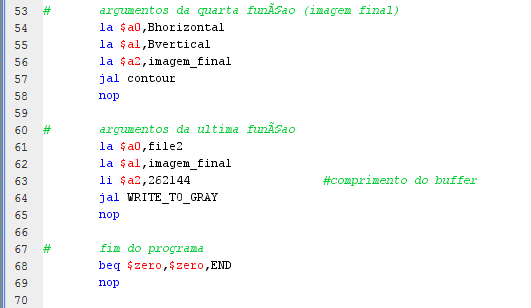 53 # argumentos da quarta funÃ§ao (imagem final)
54 la $a0,Bhorizontal
55 la $a1,Bvertical
56 la $a2,imagem_final
57 jal contour
58 nop
59
60 # argumentos da ultima funÃ§ao
61 la $a0,file2
62 la $a1,imagem_final
63 li $a2,262144 #comprimento do buffer
64 jal WRITE_TO_GRAY
65 nop
66
67 # fim do programa
68 beq $zero,$zero,END
69 nop
70